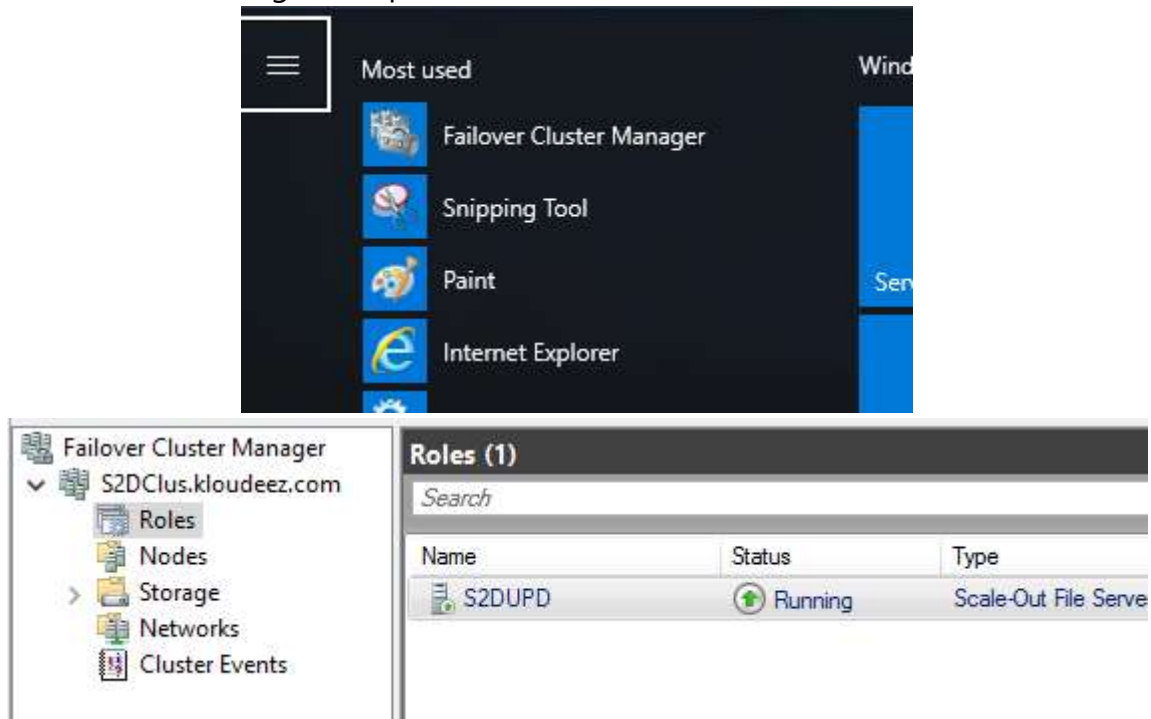 Most used
Wind
Failover Cluster Manager
Snipping Tool
Paint
Serv
Internet Explorer
Failover Cluster Manager
S2DClus.kloudeez.com
Roles
Nodes
Storage
Networks
Cluster Events
Roles (1)
Search
Name Status Type
S2DUPD Running Scale-Out File Serve